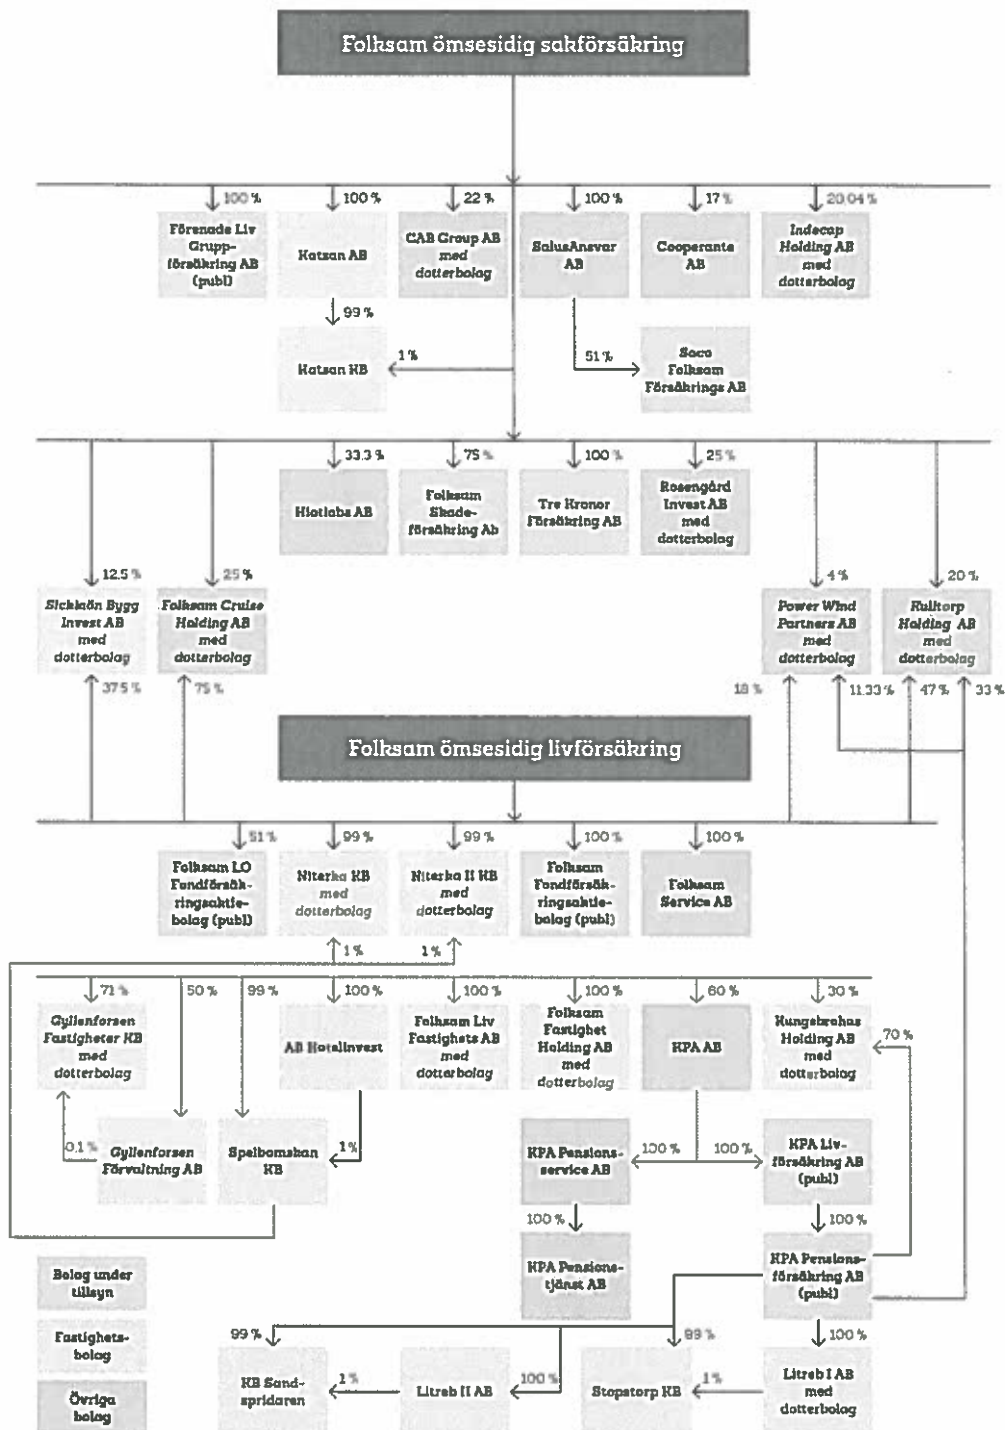 Folksam ömsesidig sakförsäkring
100 %
100 %
22 %
100 %
17 %
20,04 %
Förenade Liv
Grupp-
försäkring AB
(publ)
Katsan AB
CAB Group AB
med
dotterbolag
SalusAnsvar
AB
Cooperante
AB
Indecap
Holding AB
med
dotterbolag
99 %
Katsan KB
1 %
51 %
Saco
Folksam
Försäkrings AB
33.3 %
75 %
100 %
25 %
Hiotlabs AB
Folksam
Skade-
försäkring Ab
Tre Kronor
Försäkring AB
Rosengård
Invest AB
med
dotterbolag
12.5 %
25 %
4 %
20 %
Sicklaön Bygg
Invest AB
med
dotterbolag
Folksam Cruise
Holding AB
med
dotterbolag
Power Wind
Partners AB
med
dotterbolag
Rulltorp
Holding AB
med
dotterbolag
37.5 %
75 %
18 %
11.33 %
47 %
33 %
Folksam ömsesidig livförsäkring
51 %
99 %
99 %
100 %
100 %
Folksam LO
Fondförsäk-
ringsaktie-
bolag (publ)
Niterka KB
med
dotterbolag
Niterka II KB
med
dotterbolag
Folksam
Fondförsäk-
ringsaktie-
bolag (publ)
Folksam
Service AB
1 %
1 %
71 %
50 %
99 %
100 %
100 %
100 %
60 %
30 %
Gyllenforsen
Fastigheter KB
med
dotterbolag
AB Hotelinvest
Folksam Liv
Fastighets AB
med
dotterbolag
Folksam
Fastighet
Holding AB
med
dotterbolag
KPA AB
Kungsbrohus
Holding AB
med
dotterbolag
70 %
0,1 %
Gyllenforsen
Förvaltning AB
Spelbomskan
KB
1 %
KPA Pensions-
service AB
100 %
100 %
KPA Liv-
försäkring AB
(publ)
100 %
100 %
KPA Pensions-
tjänst AB
KPA Pensions-
försäkring AB
(publ)
Bolag under
tillsyn
Fastighets-
bolag
Övriga
bolag
99 %
99 %
100 %
KB Sand-
spridaren
1 %
Litreb II AB
100 %
Stopstorp KB
1 %
Litreb I AB
med
dotterbolag